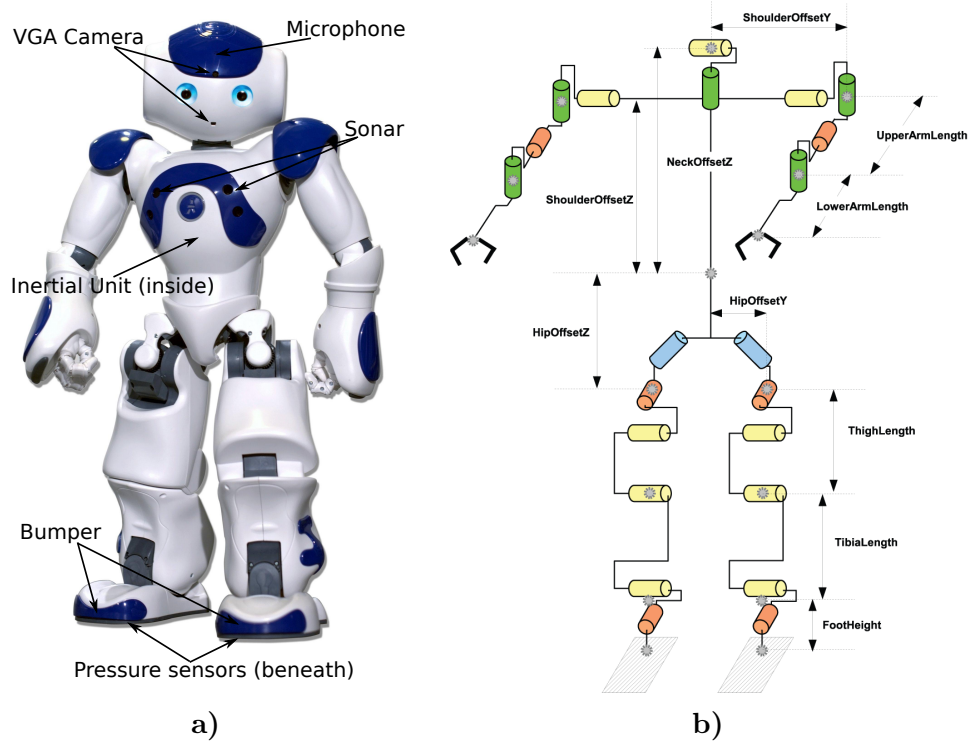 VGA Camera
Microphone
Sonar
Inertial Unit (inside)
Bumper
Pressure sensors (beneath)
a)
ShoulderOffsetY
UpperArmLength
NeckOffsetZ
ShoulderOffsetZ
LowerArmLength
HipOffsetY
HipOffsetZ
ThighLength
TibiaLength
FootHeight
b)